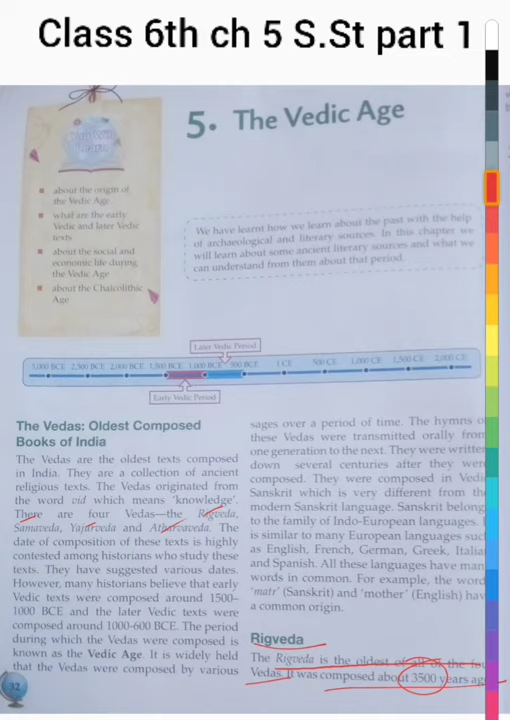 Class 6th ch 5 S.St part 1
5. The Vedic Age
about the origin of
the Vedic Age
what are the early
Vedic and later Vedic
texts
about the social and
economic life during
the Vedic Age
about the Chalcolithic
Age
We have learnt how we learn about the past with the help
of archaeological and literary sources. In this chapter we
will learn about some ancient literary sources and what we
can understand from them about that period.
Later Vedic Period
3,000 BCE 2,500 BCE 2,000 BCE 1,500 BCE 1,000 BCE 500 BCE 1 CE 500 CE 1,000 CE 1,500 CE 2,000 CE
Early Vedic Period
The Vedas: Oldest Composed
Books of India
The Vedas are the oldest texts composed
in India. They are a collection of ancient
religious texts. The Vedas originated from
the word vid which means 'knowledge'.
There are four Vedas—the Rigveda,
Samaveda, Yajurveda and Atharvaveda. The
date of composition of these texts is highly
contested among historians who study these
texts. They have suggested various dates.
However, many historians believe that early
Vedic texts were composed around 1500–
1000 BCE and the later Vedic texts were
composed around 1000-600 BCE. The period
during which the Vedas were composed is
known as the Vedic Age. It is widely held
that the Vedas were composed by various
32
sages over a period of time. The hymns o
these Vedas were transmitted orally from
one generation to the next. They were written
down several centuries after they were
composed. They were composed in Vedi
Sanskrit which is very different from the
modern Sanskrit language. Sanskrit belong
to the family of Indo-European languages. I
is similar to many European languages suc
as English, French, German, Greek, Italia
and Spanish. All these languages have man
words in common. For example, the word
'matr' (Sanskrit) and 'mother' (English) hav
a common origin.
Rigveda
The Rigveda is the oldest of all of the fou
Vedas. It was composed about 3500 years ago